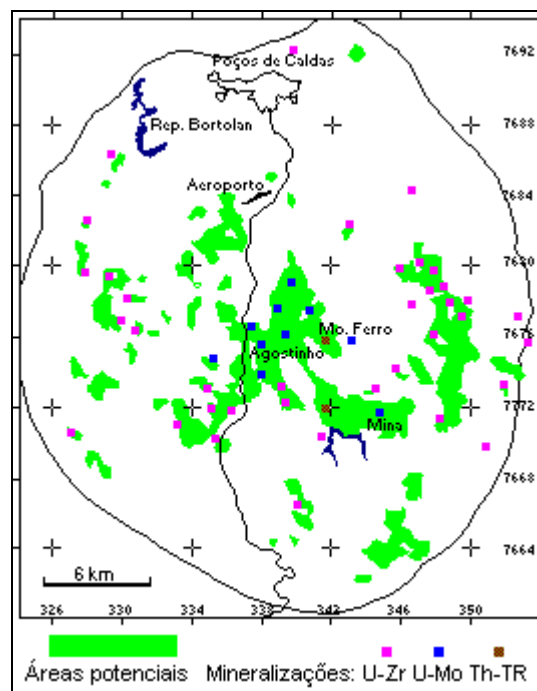 7692
Poços de Caldas
7688
Rep. Bortolan
7684
Aeroporto
7680
7676
Mo. Ferro
Agostinho
7672
Mina
7668
7664
6 km
326 330 334 338 342 346 350
Áreas potenciais Mineralizações: U-Zr U-Mo Th-TR